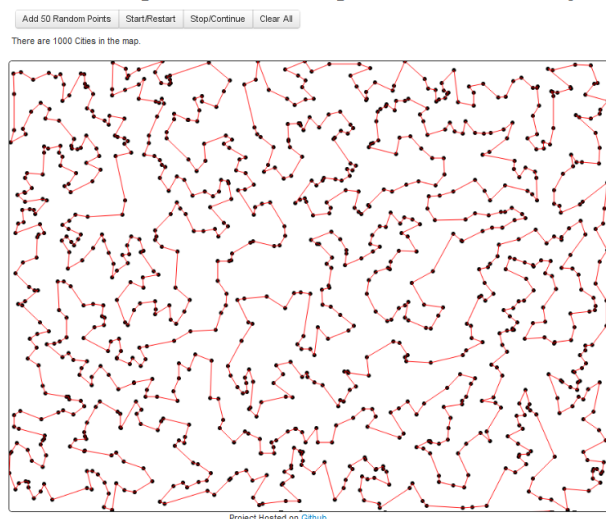 Add 50 Random Points Start/Restart Stop/Continue Clear All
There are 1000 Cities in the map.
Project Hosted on Github